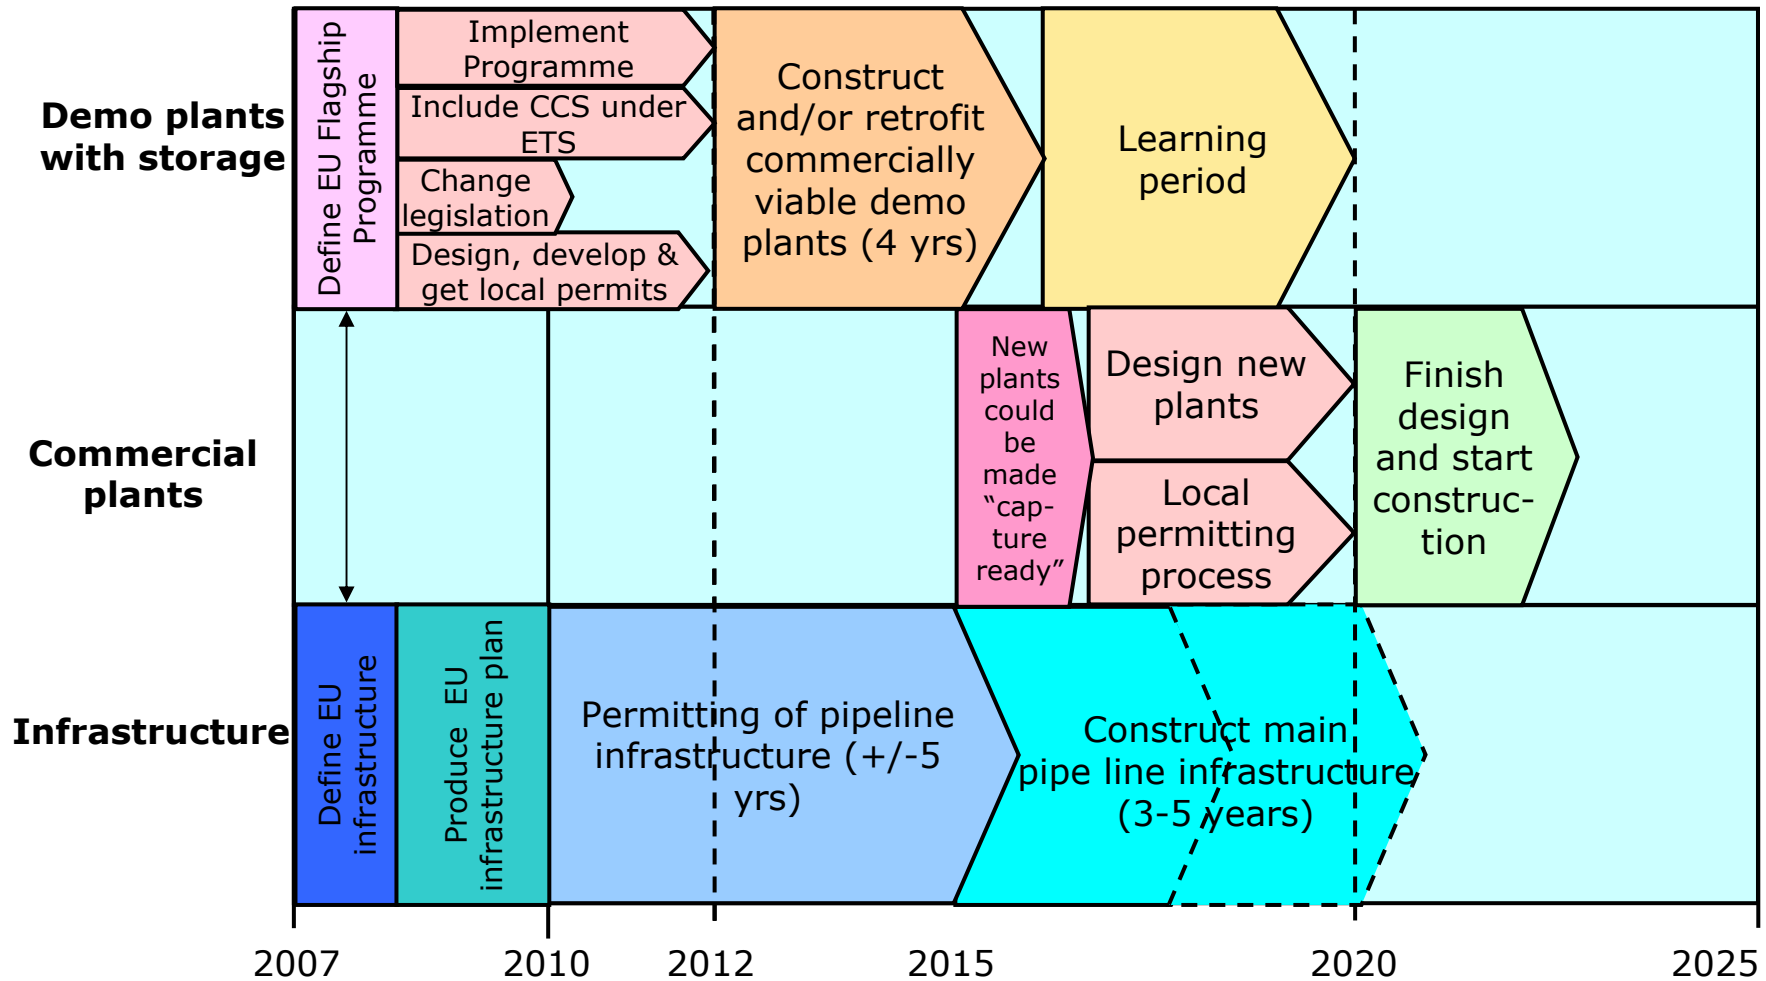 Demo plants
with storage
Define EU Flagship
Programme
Implement
Programme
Include CCS under
ETS
Change
legislation
Design, develop &
get local permits
Construct
and/or retrofit
commercially
viable demo
plants (4 yrs)
Learning
period
Commercial
plants
New
plants
could
be
made
“cap-
ture
ready”
Design new
plants
Local
permitting
process
Finish
design
and start
construc-
tion
Infrastructure
Define EU
infrastructure
Produce EU
infrastructure plan
Permitting of pipeline
infrastructure (+/-5
yrs)
Construct main
pipe line infrastructure
(3-5 years)
2007
2010
2012
2015
2020
2025